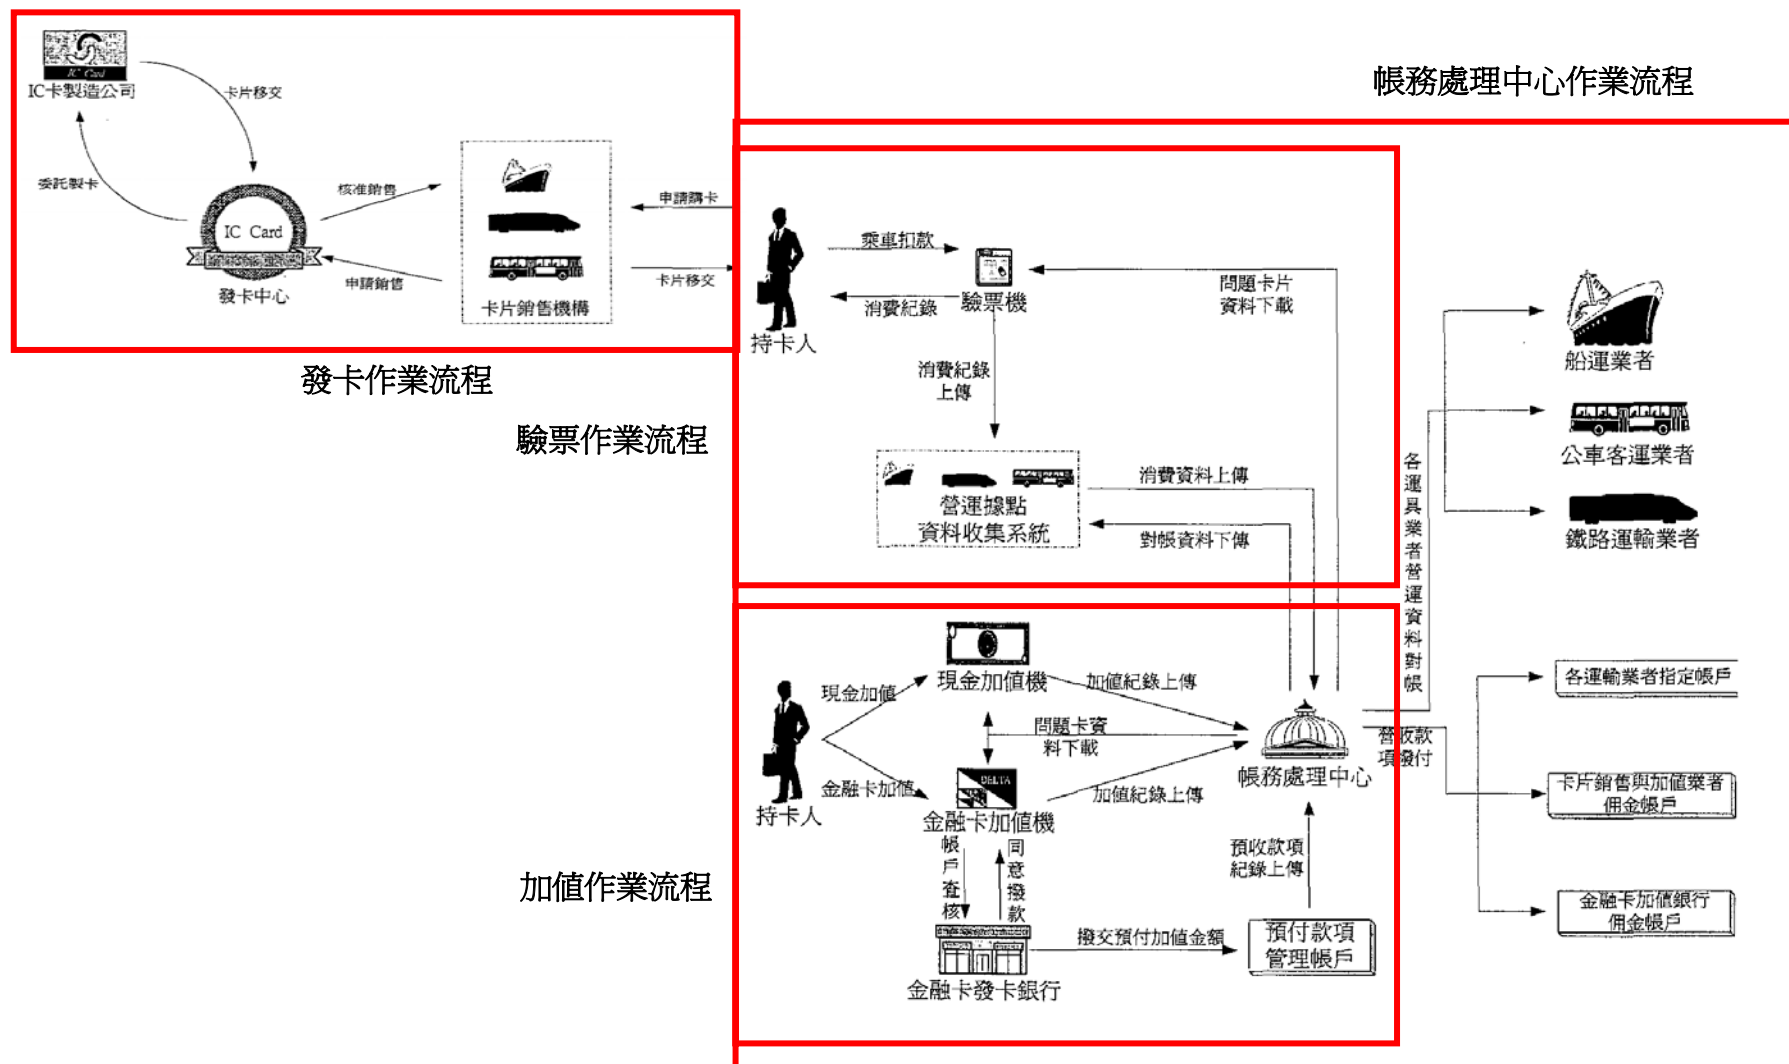 IC Card
IC卡製造公司
卡片移交
委託製卡
IC Card
發卡中心
核准銷售
申請銷售
卡片銷售機構
申請購卡
卡片移交
發卡作業流程
帳務處理中心作業流程
驗票作業流程
持卡人
乘車扣款
消費紀錄
驗票機
問題卡片
資料下載
消費紀錄
上傳
營運據點
資料收集系統
消費資料上傳
對帳資料下傳
各運具業者營運資料對帳
船運業者
公車客運業者
鐵路運輸業者
加值作業流程
持卡人
現金加值
金融卡加值
現金加值機
加值紀錄上傳
問題卡資
料下載
DELTA
金融卡加值機
加值紀錄上傳
帳戶查核
同意撥款
金融卡發卡銀行
撥交預付加值金額
預付款項
管理帳戶
預收款項
紀錄上傳
帳務處理中心
營收款
項撥付
各運輸業者指定帳戶
卡片銷售與加值業者
佣金帳戶
金融卡加值銀行
佣金帳戶